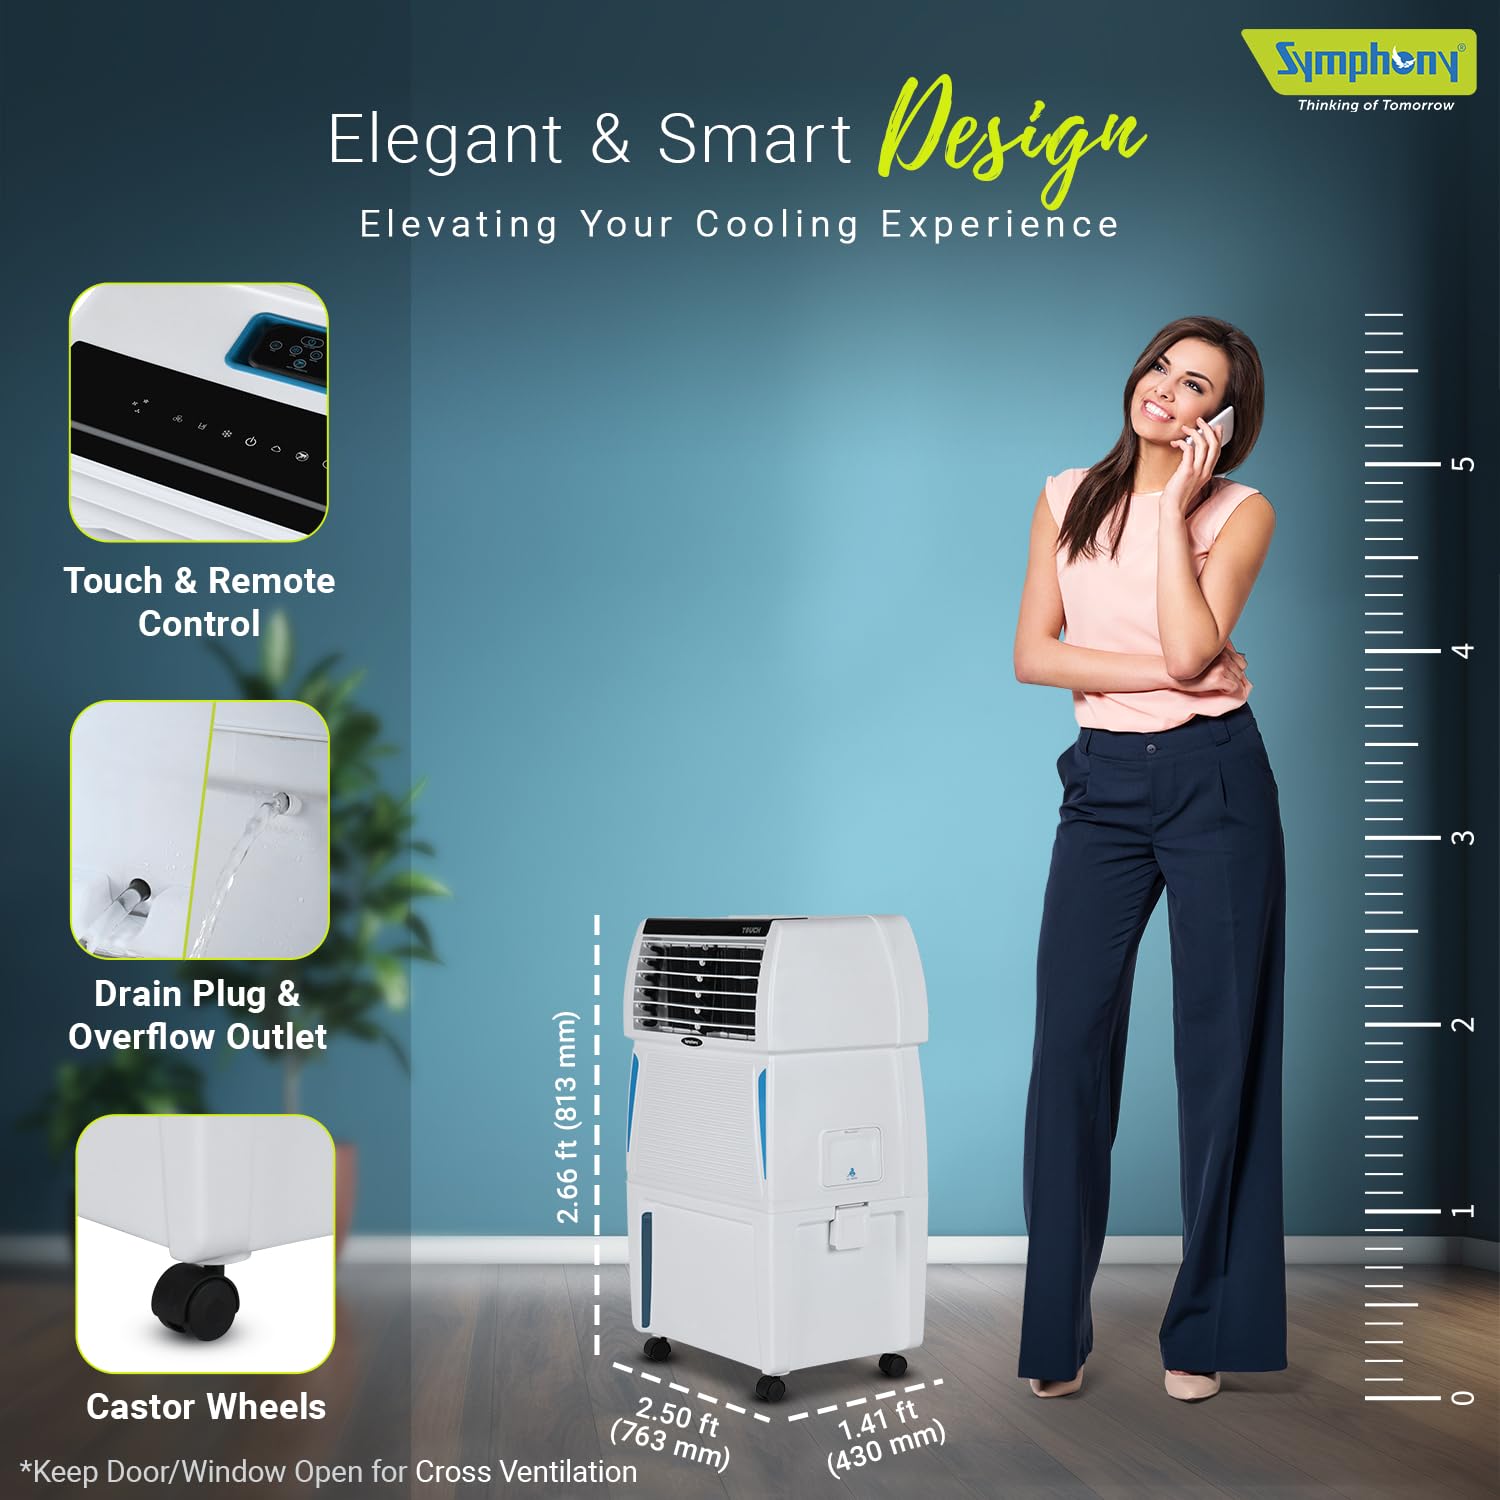 Symphony®
Thinking of Tomorrow
Elegant & Smart Design
Elevating Your Cooling Experience
Touch & Remote
Control
Drain Plug &
Overflow Outlet
Castor Wheels
TOUCH
2.66 ft (813 mm)
2.50 ft
(763 mm)
1.41 ft
(430 mm)
5
4
3
2
1
0
*Keep Door/Window Open for Cross Ventilation